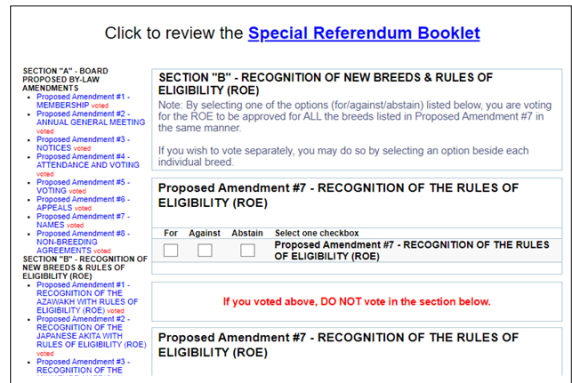 Click to review the Special Referendum Booklet
SECTION "A" - BOARD
PROPOSED BY-LAW
AMENDMENTS
Proposed Amendment #1 -
MEMBERSHIP voted
Proposed Amendment #2 -
ANNUAL GENERAL MEETING
voted
Proposed Amendment #3 -
NOTICES voted
Proposed Amendment #4 -
ATTENDANCE AND VOTING
voted
Proposed Amendment #5 -
VOTING voted
Proposed Amendment #6 -
APPEALS voted
Proposed Amendment #7 -
NAMES voted
Proposed Amendment #8 -
NON-BREEDING
AGREEMENTS voted
SECTION "B" - RECOGNITION OF
NEW BREEDS & RULES OF
ELIGIBILITY (ROE)
Proposed Amendment #1 -
RECOGNITION OF THE
AZAWAKH WITH RULES OF
ELIGIBILITY (ROE) voted
Proposed Amendment #2 -
RECOGNITION OF THE
JAPANESE AKITA WITH
RULES OF ELIGIBILITY (ROE)
voted
Proposed Amendment #3 -
RECOGNITION OF THE
SECTION "B" - RECOGNITION OF NEW BREEDS & RULES OF
ELIGIBILITY (ROE)
Note: By selecting one of the options (for/against/abstain) listed below, you are voting
for the ROE to be approved for ALL the breeds listed in Proposed Amendment #7 in
the same manner.
If you wish to vote separately, you may do so by selecting an option beside each
individual breed.
Proposed Amendment #7 - RECOGNITION OF THE RULES OF
ELIGIBILITY (ROE)
For Against Abstain Select one checkbox
Proposed Amendment #7 - RECOGNITION OF THE RULES
OF ELIGIBILITY (ROE)
If you voted above, DO NOT vote in the section below.
Proposed Amendment #7 - RECOGNITION OF THE RULES OF
ELIGIBILITY (ROE)